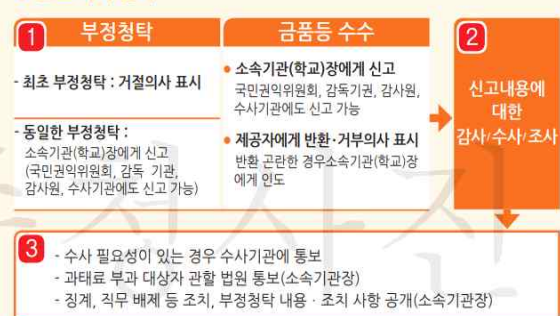 1 부정청탁
금품등 수수
2
- 최초 부정청탁 : 거절의사 표시
- 동일한 부정청탁 :
소속기관(학교)장에게 신고
(국민권익위원회, 감독 기관,
감사원, 수사기관에도 신고 가능)
• 소속기관(학교)장에게 신고
국민권익위원회, 감독기권, 감사원,
수사기관에도 신고 가능
• 제공자에게 반환·거부의사 표시
반환 곤란한 경우소속기관(학교)장
에게 인도
신고내용에
대한
감사/수사/조사
3
- 수사 필요성이 있는 경우 수사기관에 통보
- 과태료 부과 대상자 관할 법원 통보(소속기관장)
- 징계, 직무 배제 등 조치, 부정청탁 내용 · 조치 사항 공개(소속기관장)